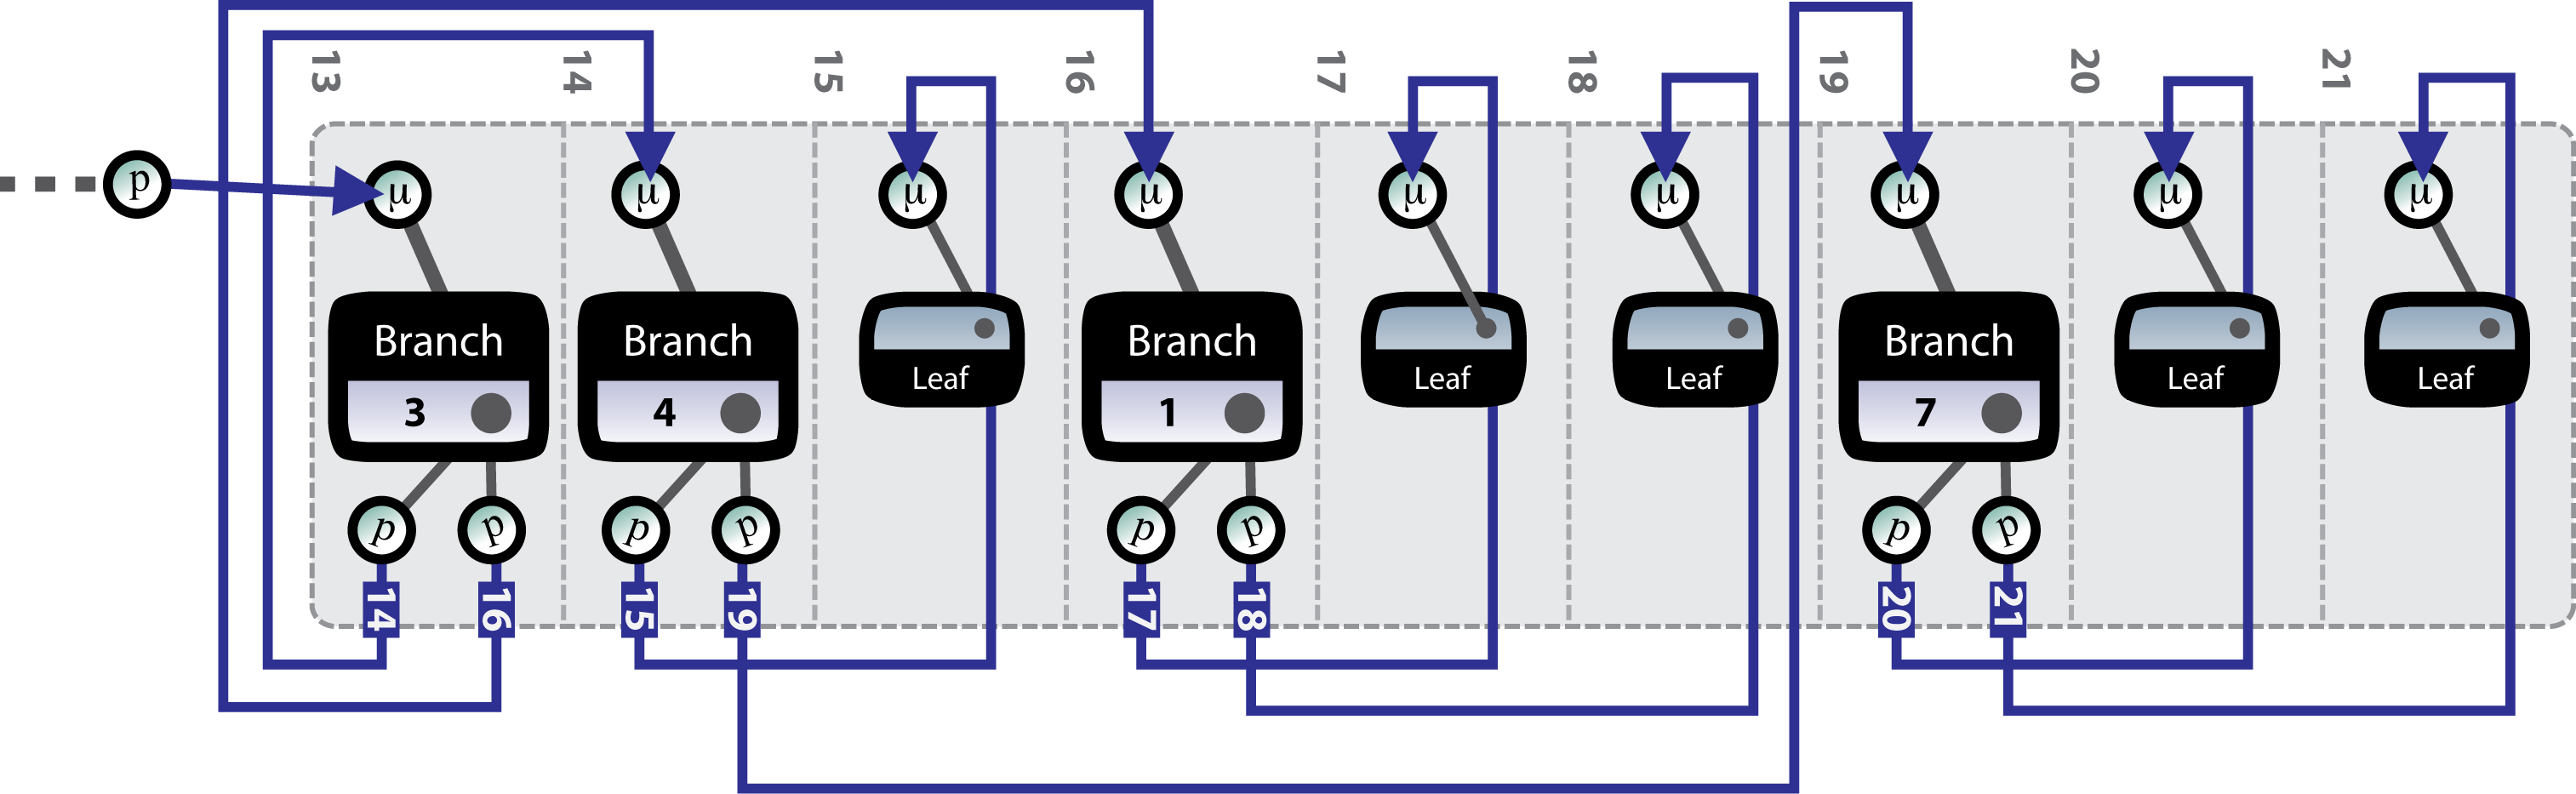 13 14 15 16 17 18 19 20 21
p μ μ μ μ μ μ μ μ μ
Branch Branch Leaf Branch Leaf Leaf Branch Leaf Leaf
3 4 1 7
p p p p p p p p
14 16 15 19 17 18 20 21